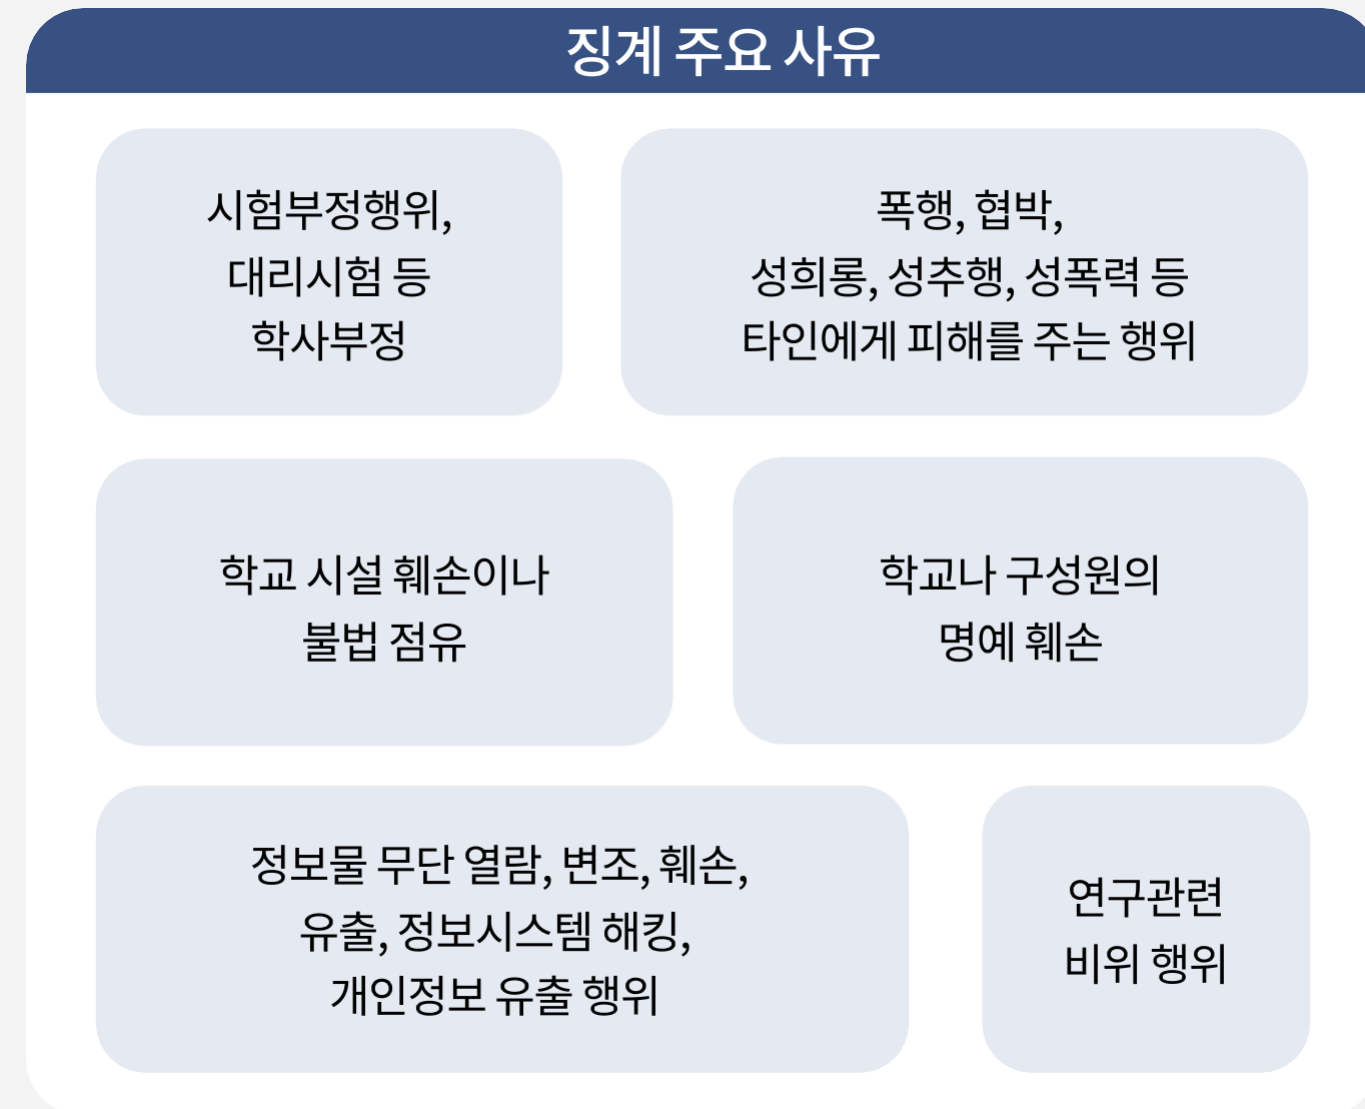 징계 주요 사유
시험부정행위,
대리시험 등
학사부정
폭행, 협박,
성희롱, 성추행, 성폭력 등
타인에게 피해를 주는 행위
학교 시설 훼손이나
불법 점유
학교나 구성원의
명예 훼손
정보물 무단 열람, 변조, 훼손,
유출, 정보시스템 해킹,
개인정보 유출 행위
연구관련
비위 행위